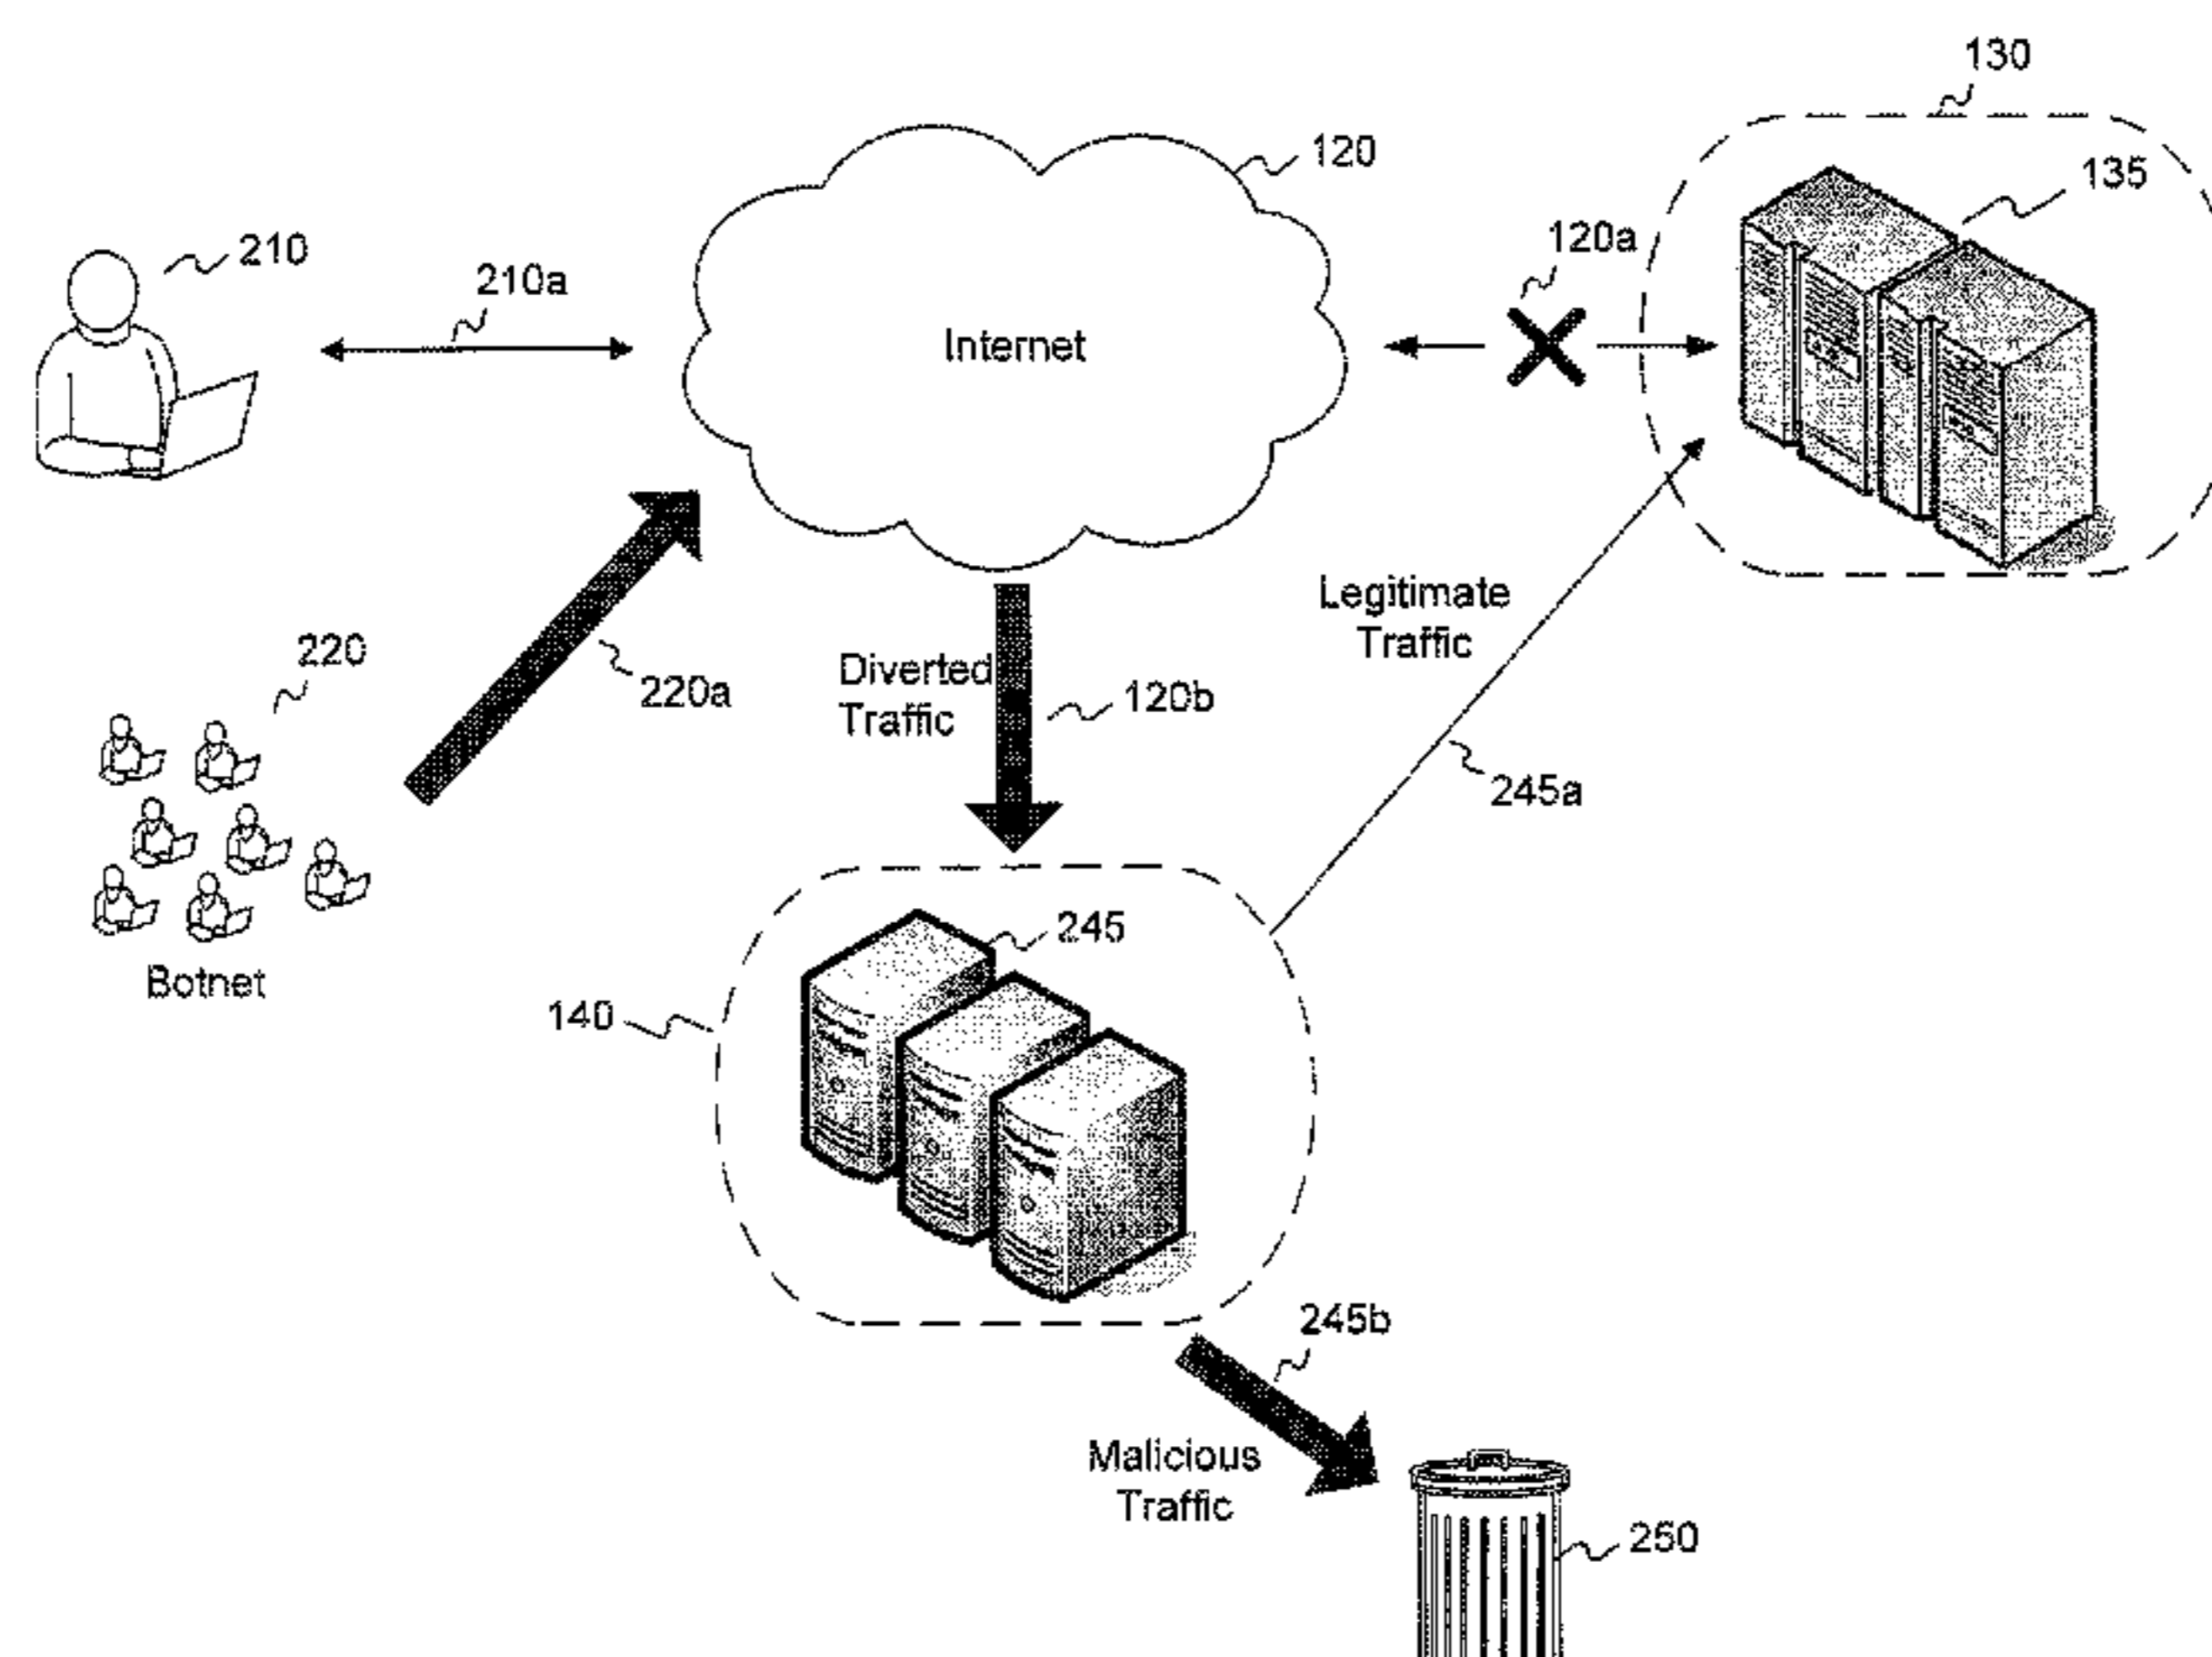 130
120
135
120a
210
210a
Internet
Legitimate
Traffic
220
220a
Diverted
Traffic
120b
245a
245
Botnet
140
245b
Malicious
Traffic
250